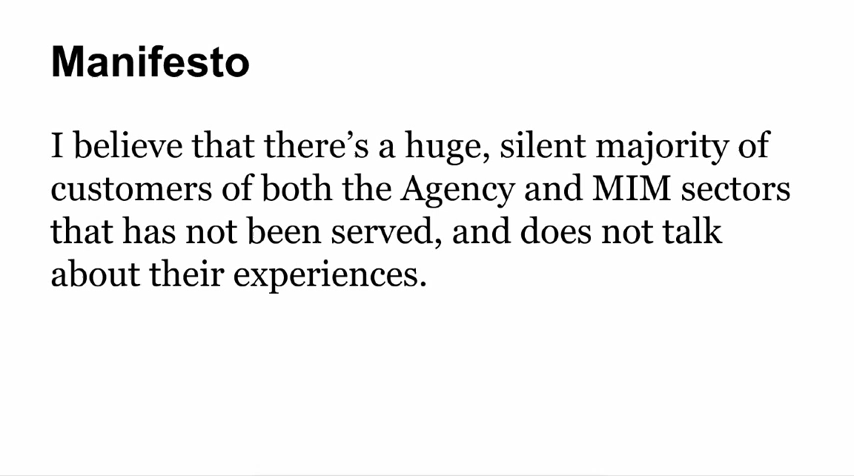 Manifesto
I believe that there’s a huge, silent majority of
customers of both the Agency and MIM sectors
that has not been served, and does not talk
about their experiences.